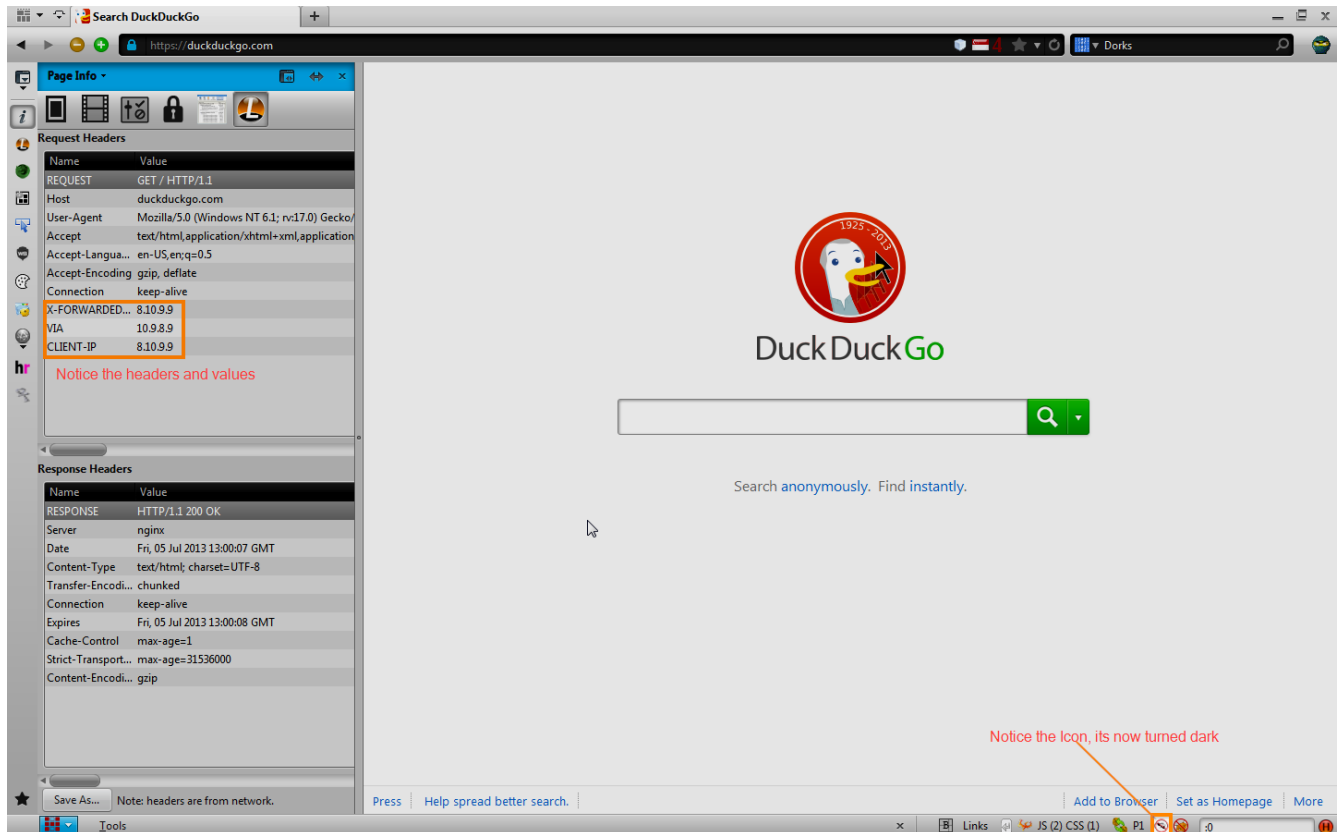 Search DuckDuckGo
https://duckduckgo.com
4
Dorks
Page Info
Request Headers
Name Value
REQUEST GET / HTTP/1.1
Host duckduckgo.com
User-Agent Mozilla/5.0 (Windows NT 6.1; rv:17.0) Gecko/
Accept text/html,application/xhtml+xml,application
Accept-Langua... en-US,en;q=0.5
Accept-Encoding gzip, deflate
Connection keep-alive
X-FORWARDED... 8.10.9.9
VIA 10.9.8.9
CLIENT-IP 8.10.9.9
Notice the headers and values
hr
Response Headers
Name Value
RESPONSE HTTP/1.1 200 OK
Server nginx
Date Fri, 05 Jul 2013 13:00:07 GMT
Content-Type text/html; charset=UTF-8
Transfer-Encodi... chunked
Connection keep-alive
Expires Fri, 05 Jul 2013 13:00:08 GMT
Cache-Control max-age=1
Strict-Transport... max-age=31536000
Content-Encodi... gzip
Save As... Note: headers are from network.
1925 - 2013
DuckDuckGo
Search anonymously. Find instantly.
Notice the Icon, its now turned dark
Press Help spread better search. Add to Browser Set as Homepage More
Tools
x B Links JS (2) CSS (1) P1 :0